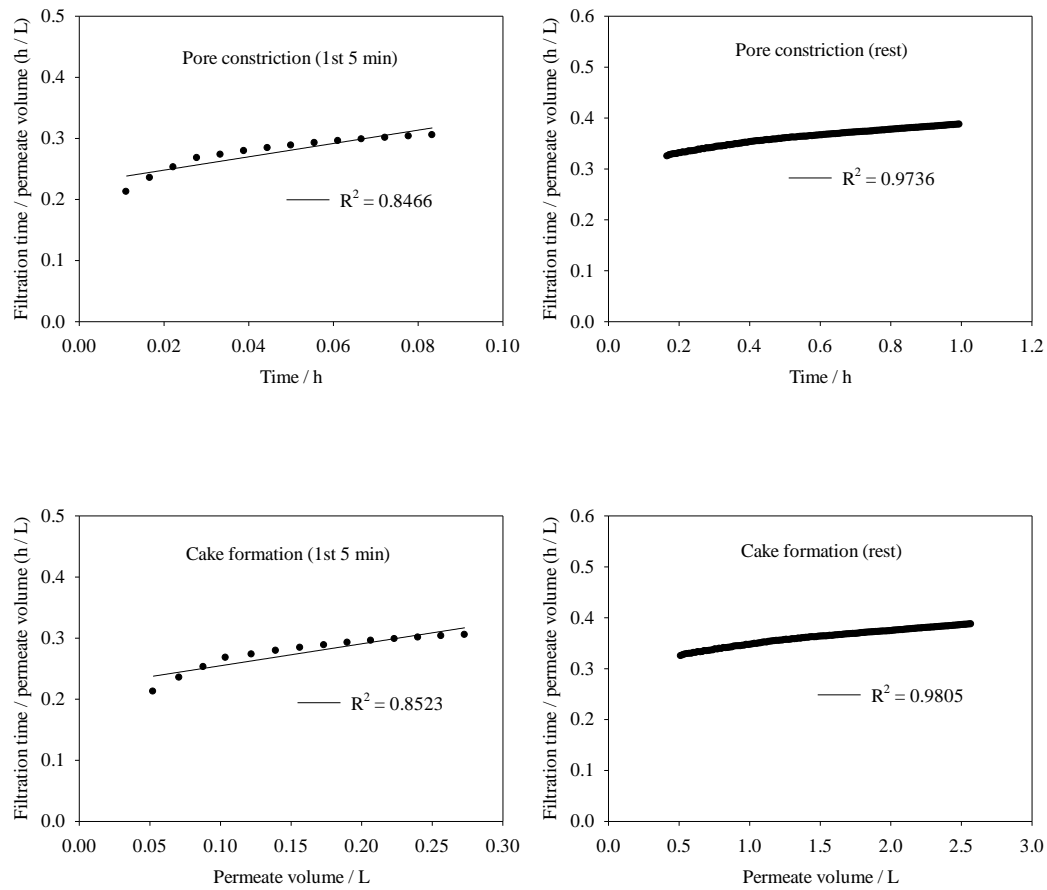 Filtration time / permeate volume (h / L)
0.5
0.4
0.3
0.2
0.1
0.0
Pore constriction (1st 5 min)
R² = 0.8466
0.00 0.02 0.04 0.06 0.08 0.10
Time / h
Filtration time / permeate volume (h / L)
0.6
0.5
0.4
0.3
0.2
0.1
0.0
Pore constriction (rest)
R² = 0.9736
0.0 0.2 0.4 0.6 0.8 1.0 1.2
Time / h
Filtration time / permeate volume (h / L)
0.5
0.4
0.3
0.2
0.1
0.0
Cake formation (1st 5 min)
R² = 0.8523
0.00 0.05 0.10 0.15 0.20 0.25 0.30
Permeate volume / L
Filtration time / permeate volume (h / L)
0.6
0.5
0.4
0.3
0.2
0.1
0.0
Cake formation (rest)
R² = 0.9805
0.0 0.5 1.0 1.5 2.0 2.5 3.0
Permeate volume / L